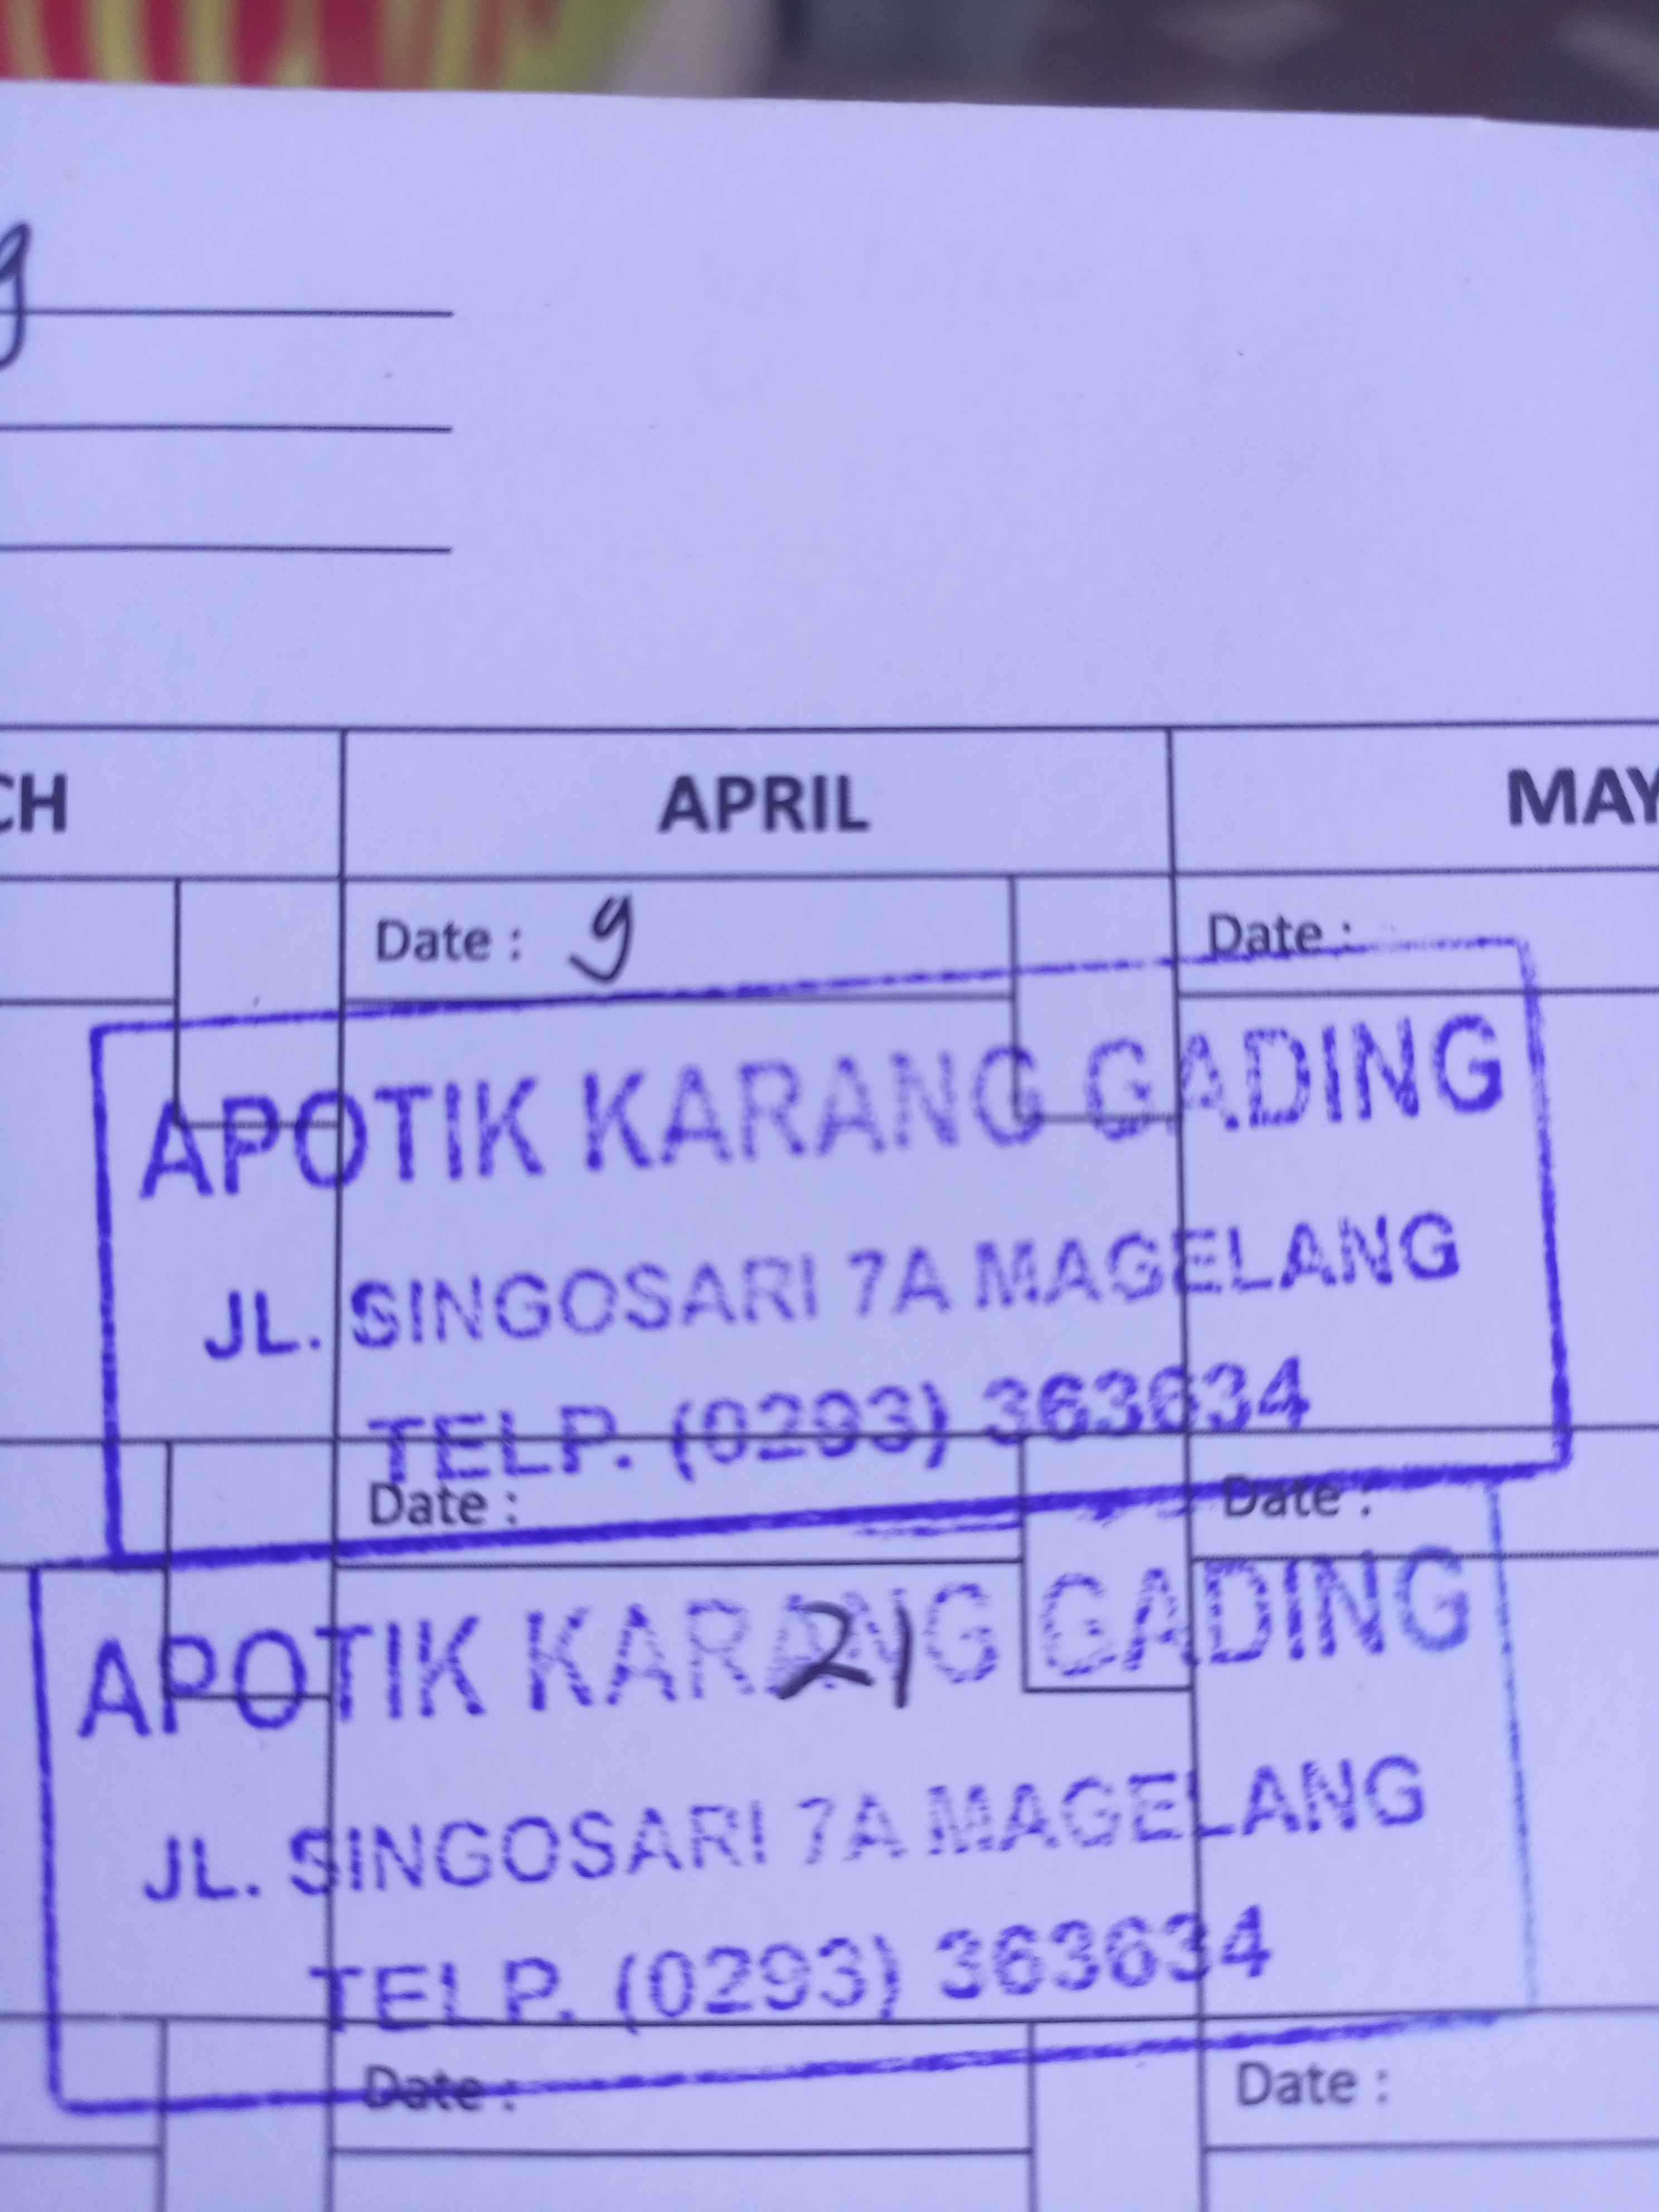 g
CH APRIL MAY
Date : 9 Date :
APOTIK KARANG GADING
JL. SINGOSARI 7A MAGELANG
TELP. (0293) 363634
Date : Date :
APOTIK KARANG GADING
21
JL. SINGOSARI 7A MAGELANG
TELP. (0293) 363634
Date : Date :